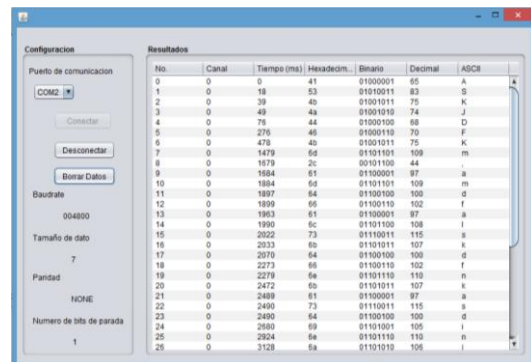 Configuracion
Puerto de comunicacion
COM2
Conectar
Desconectar
Borrar Datos
Baudrate
004800
Tamaño de dato
7
Paridad
NONE
Numero de bits de parada
1
Resultados
No. Canal Tiempo (ms) Hexadecim... Binario Decimal ASCII
0 0 0 41 01000001 65 A
1 0 18 53 01010011 83 S
2 0 39 4b 01001011 75 K
3 0 49 4a 01001010 74 J
4 0 76 44 01000100 68 D
5 0 276 46 01000110 70 F
6 0 478 4b 01001011 75 K
7 0 1479 6d 01101101 109 m
8 0 1679 2c 00101100 44 ,
9 0 1684 61 01100001 97 a
10 0 1884 6d 01101101 109 m
11 0 1897 64 01100100 100 d
12 0 1899 66 01100110 102 f
13 0 1963 61 01100001 97 a
14 0 1990 6c 01101100 108 l
15 0 2022 73 01110011 115 s
16 0 2033 6b 01101011 107 k
17 0 2070 64 01100100 100 d
18 0 2273 66 01100110 102 f
19 0 2279 6e 01101110 110 n
20 0 2472 6b 01101011 107 k
21 0 2489 61 01100001 97 a
22 0 2490 73 01110011 115 s
23 0 2490 64 01100100 100 d
24 0 2680 69 01101001 105 i
25 0 2924 6e 01101110 110 n
26 0 3128 6a 01101010 106 j